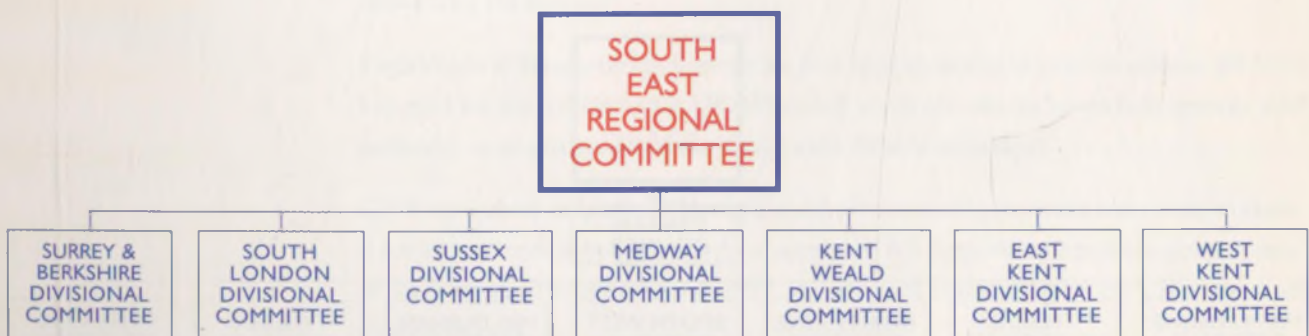 SOUTH
EAST
REGIONAL
COMMITTEE
SURREY &
BERKSHIRE
DIVISIONAL
COMMITTEE
SOUTH
LONDON
DIVISIONAL
COMMITTEE
SUSSEX
DIVISIONAL
COMMITTEE
MEDWAY
DIVISIONAL
COMMITTEE
KENT
WEALD
DIVISIONAL
COMMITTEE
EAST
KENT
DIVISIONAL
COMMITTEE
WEST
KENT
DIVISIONAL
COMMITTEE